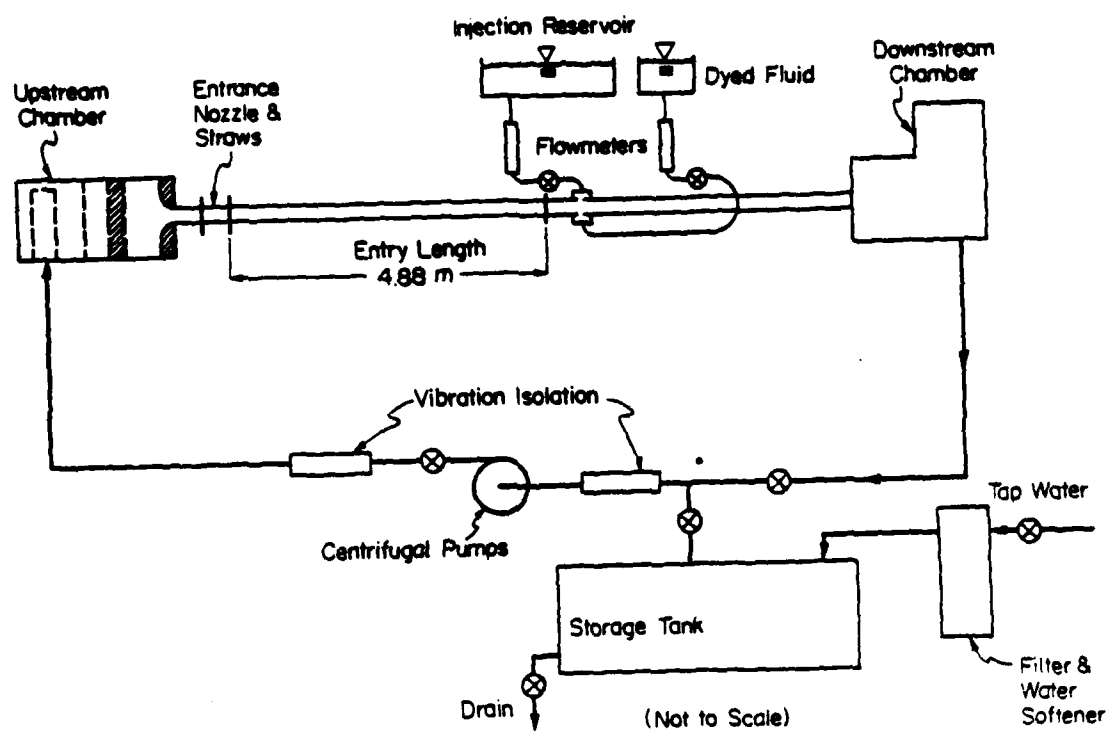 Injection Reservoir
Dyed Fluid
Downstream
Chamber
Upstream
Chamber
Entrance
Nozzle &
Straws
Flowmeters
Entry Length
4.88 m
Vibration Isolation
Centrifugal Pumps
Tap Water
Storage Tank
Filter &
Water
Softener
Drain
(Not to Scale)